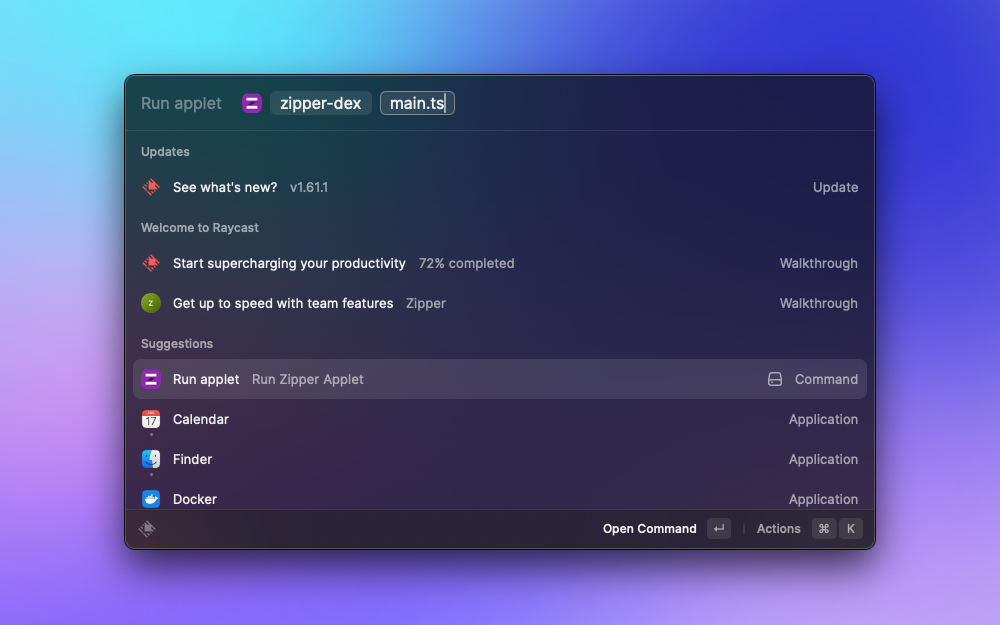 Run applet zipper-dex main.ts
Updates
See what's new? v1.61.1 Update
Welcome to Raycast
Start supercharging your productivity 72% completed Walkthrough
Z Get up to speed with team features Zipper Walkthrough
Suggestions
Run applet Run Zipper Applet Command
17 Calendar Application
Finder Application
Docker Application
Open Command ↵ Actions ⌘ K